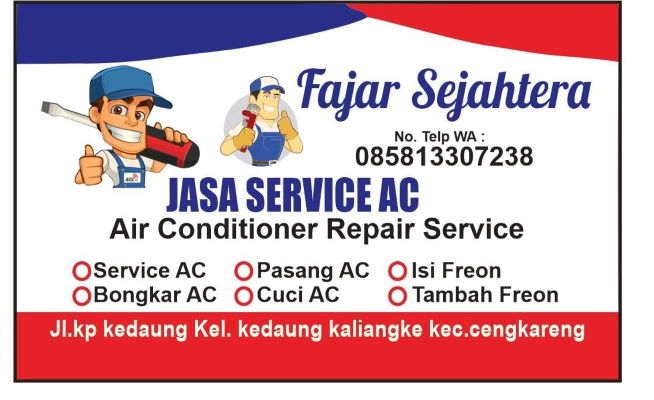 Fajar Sejahtera
No. Telp WA :
085813307238
JASA SERVICE AC
Air Conditioner Repair Service
Service AC Pasang AC Isi Freon
Bongkar AC Cuci AC Tambah Freon
Jl.kp kedaung Kel. kedaung kaliangke kec.cengkareng